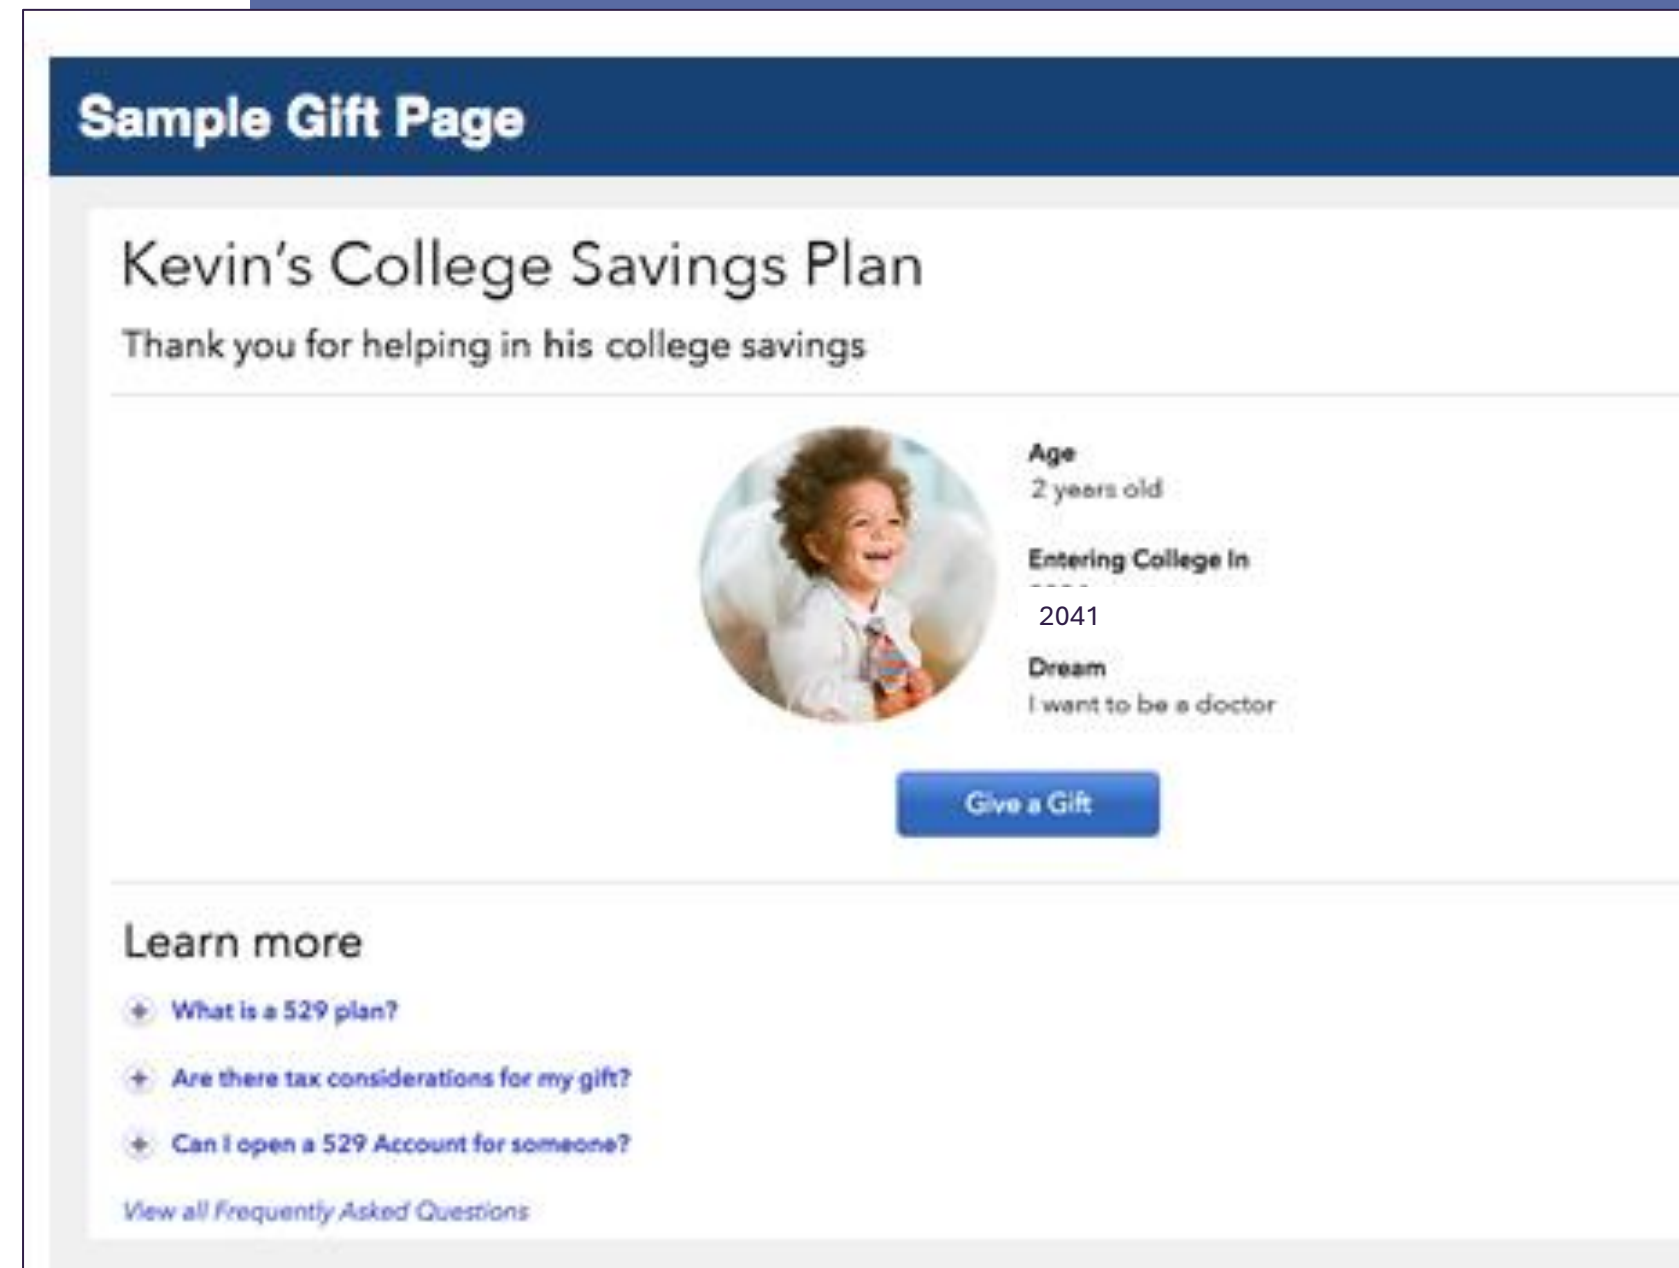 Sample Gift Page
Kevin's College Savings Plan
Thank you for helping in his college savings
Age
2 years old
Entering College In
2041
Dream
I want to be a doctor
Give a Gift
Learn more
What is a 529 plan?
Are there tax considerations for my gift?
Can I open a 529 Account for someone?
View all Frequently Asked Questions